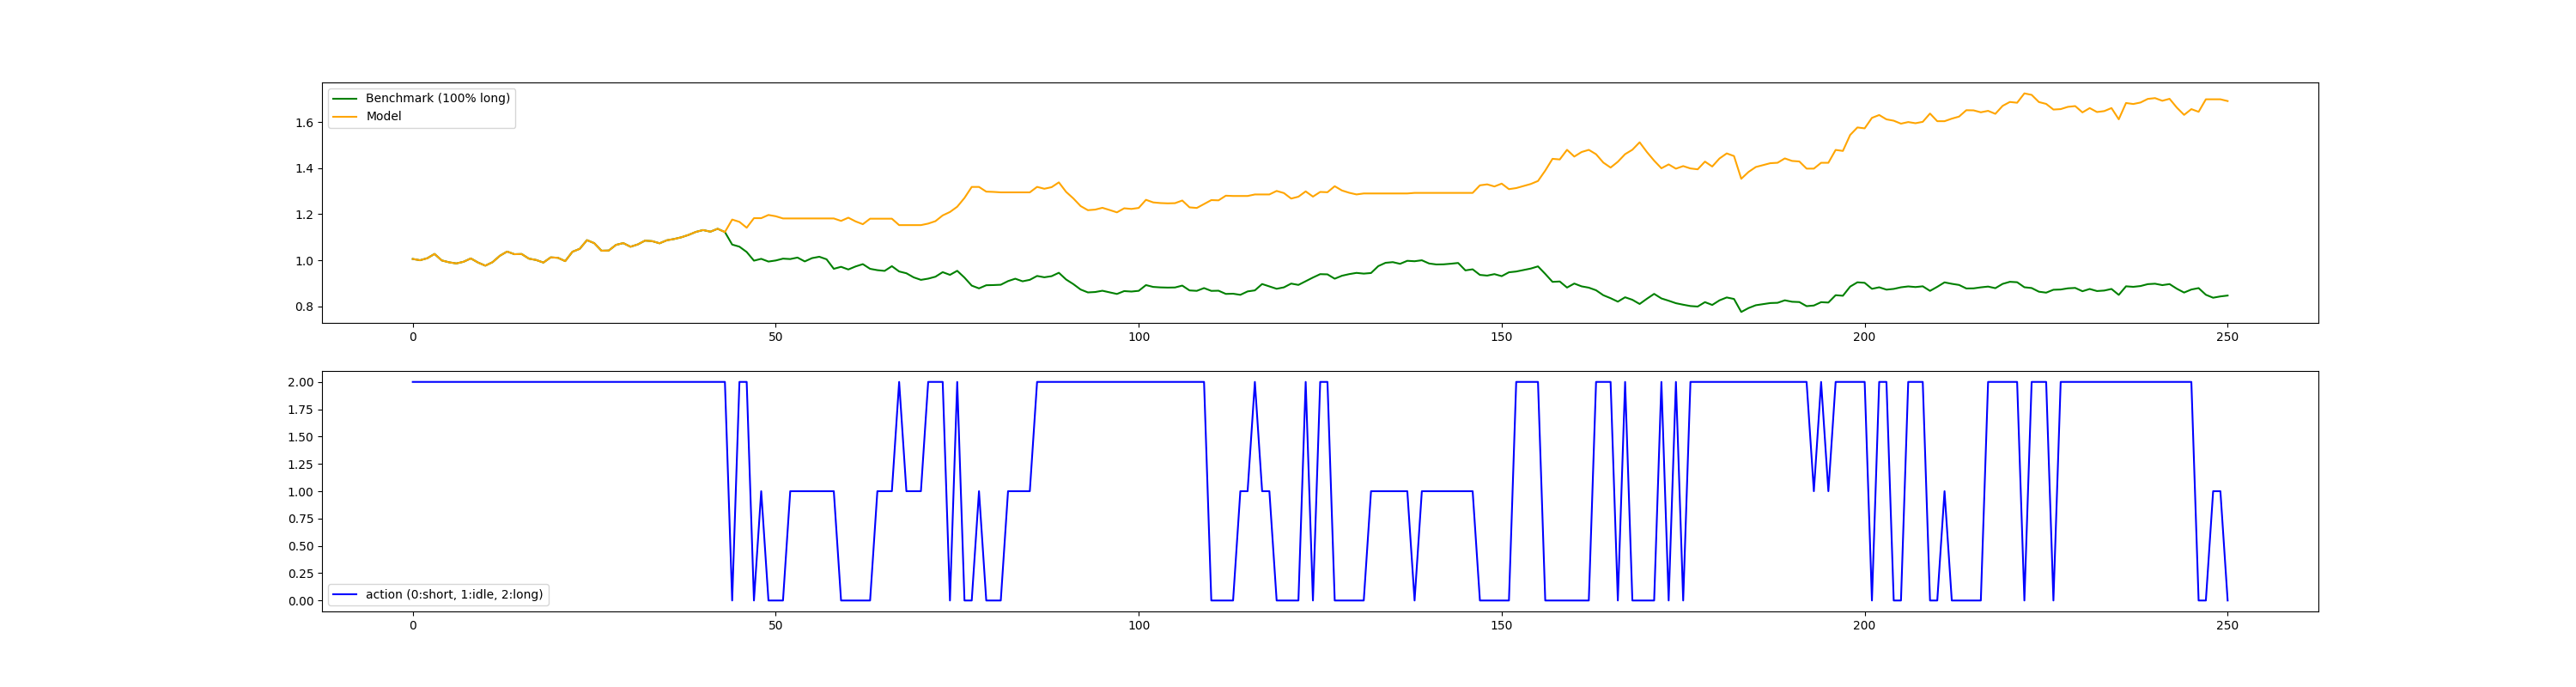 Benchmark (100% long)
Model
1.6
1.4
1.2
1.0
0.8
0 50 100 150 200 250
2.00
1.75
1.50
1.25
1.00
0.75
0.50
0.25
0.00
action (0:short, 1:idle, 2:long)
0 50 100 150 200 250